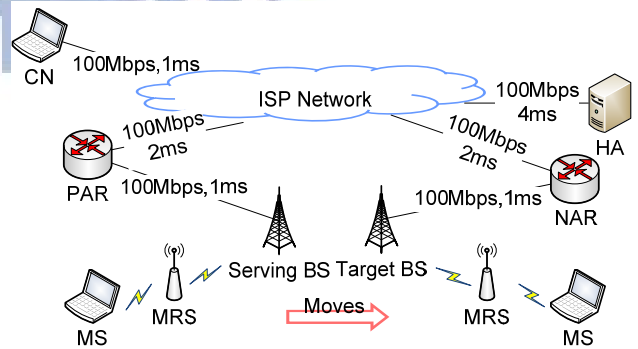 CN
100Mbps,1ms
ISP Network
100Mbps
4ms
HA
100Mbps
2ms
PAR
100Mbps
2ms
NAR
100Mbps,1ms
100Mbps,1ms
Serving BS
Target BS
MS
MRS
Moves
MRS
MS